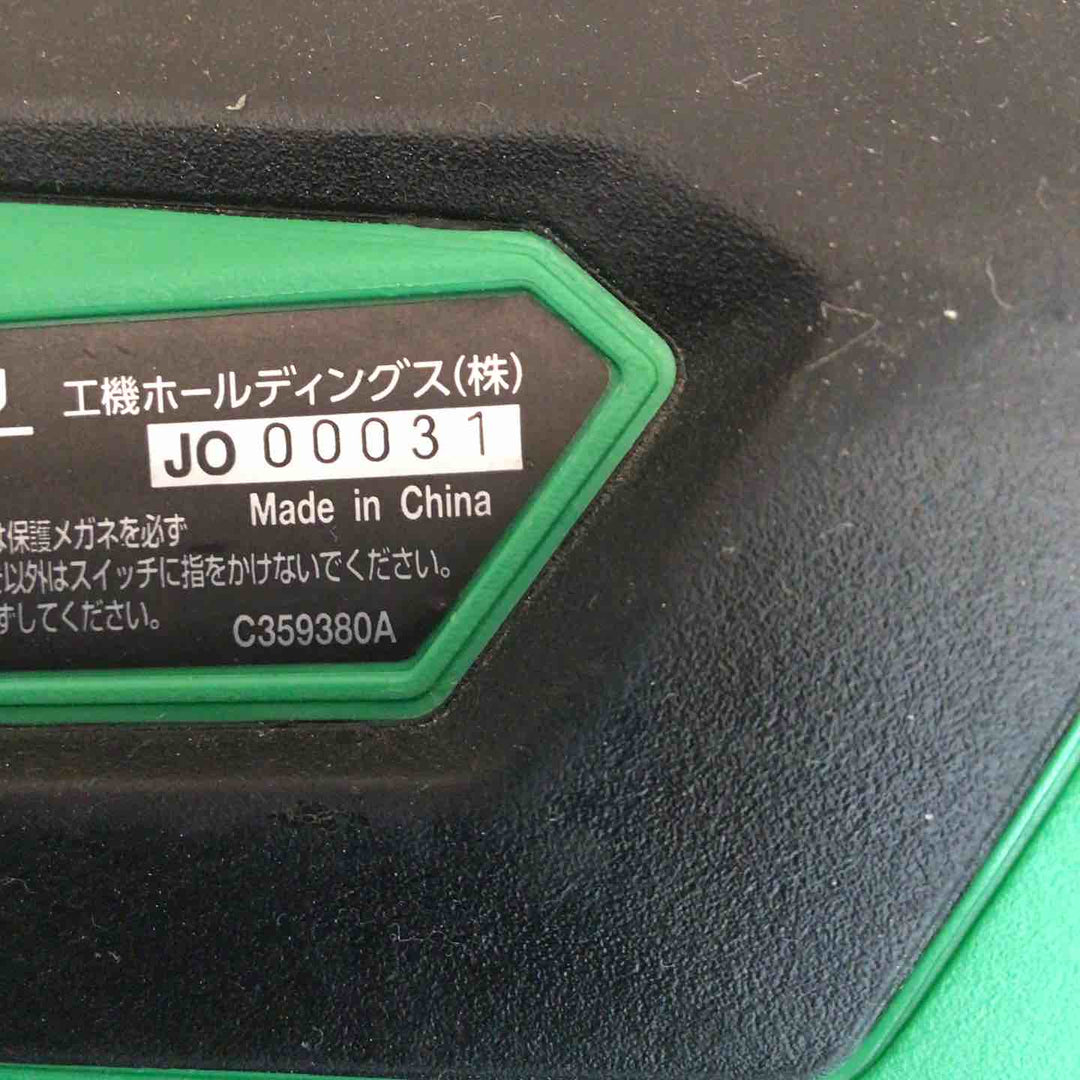 工機ホールディングス(株)
JO 00031
Made in China
は保護メガネを必ず
以外はスイッチに指をかけないでください。
ずしてください。
C359380A